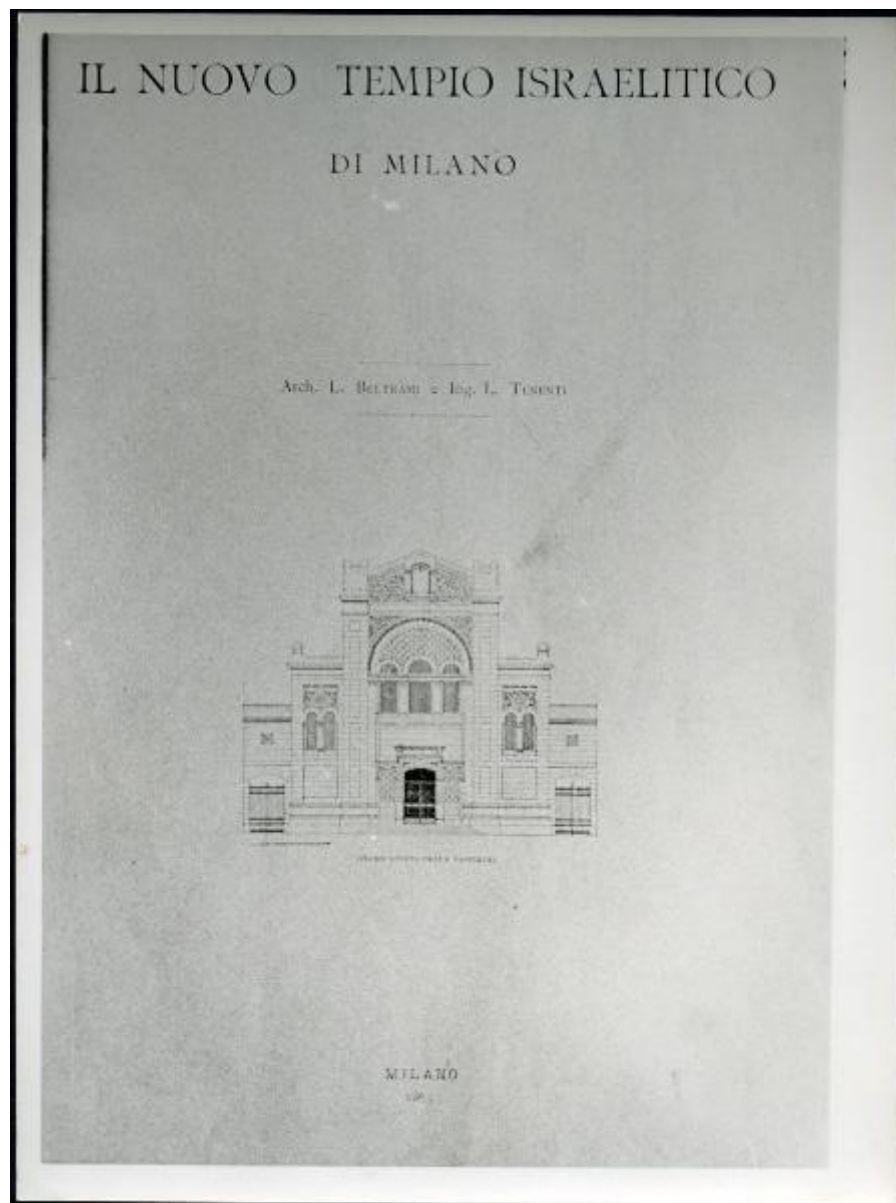 IL NUOVO TEMPIO ISRAELITICO
DI MILANO
Arch. L. BELTRAMI e Ing. L. TENENTI
MILANO